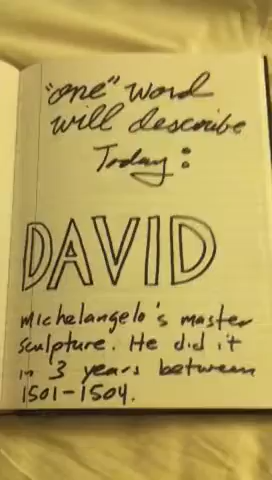 "one" word
will describe
Today:
DAVID
Michelangelo's master
sculpture. He did it
in 3 years between
1501-1504.